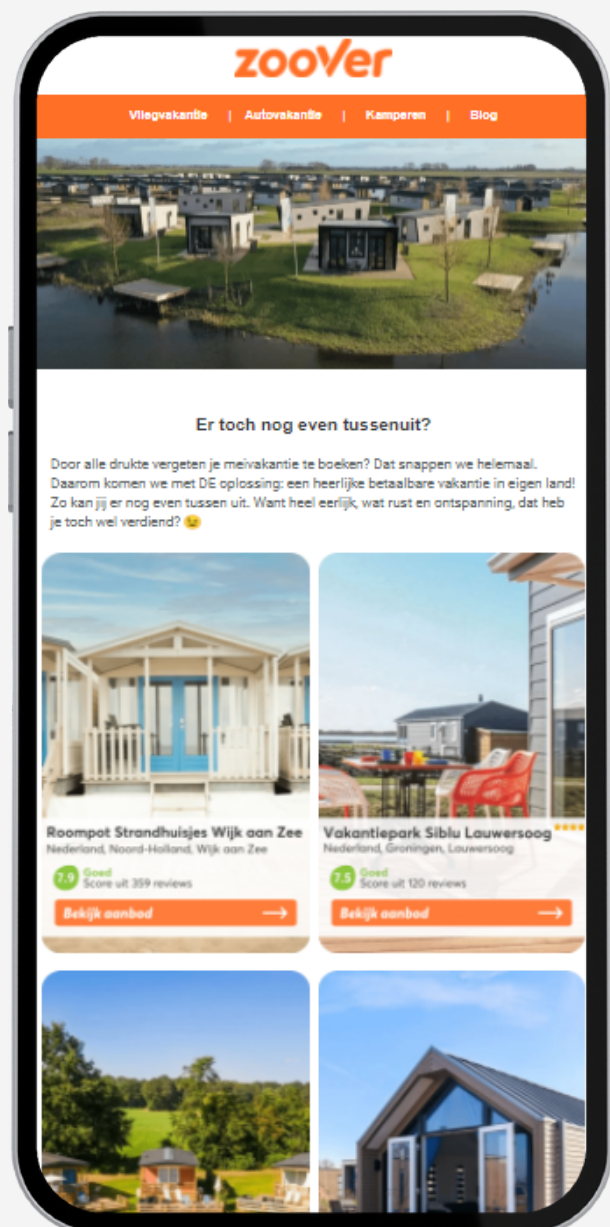 zoover
Vliegvakantie | Autovakantie | Kamperen | Blog
Er toch nog even tussenuit?
Door alle drukte vergeten je meivakantie te boeken? Dat snappen we helemaal.
Daarom komen we met DE oplossing: een heerlijke betaalbare vakantie in eigen land!
Zo kan jij er nog even tussen uit. Want heel eerlijk, wat rust en ontspanning, dat heb
je toch wel verdiend? 😉
Roompot Strandhuisjes Wijk aan Zee
Nederland, Noord-Holland, Wijk aan Zee
7.9 Goed
Score uit 359 reviews
Bekijk aanbod →
Vakantiepark Siblu Lauwersoog ****
Nederland, Groningen, Lauwersoog
7.5 Goed
Score uit 120 reviews
Bekijk aanbod →